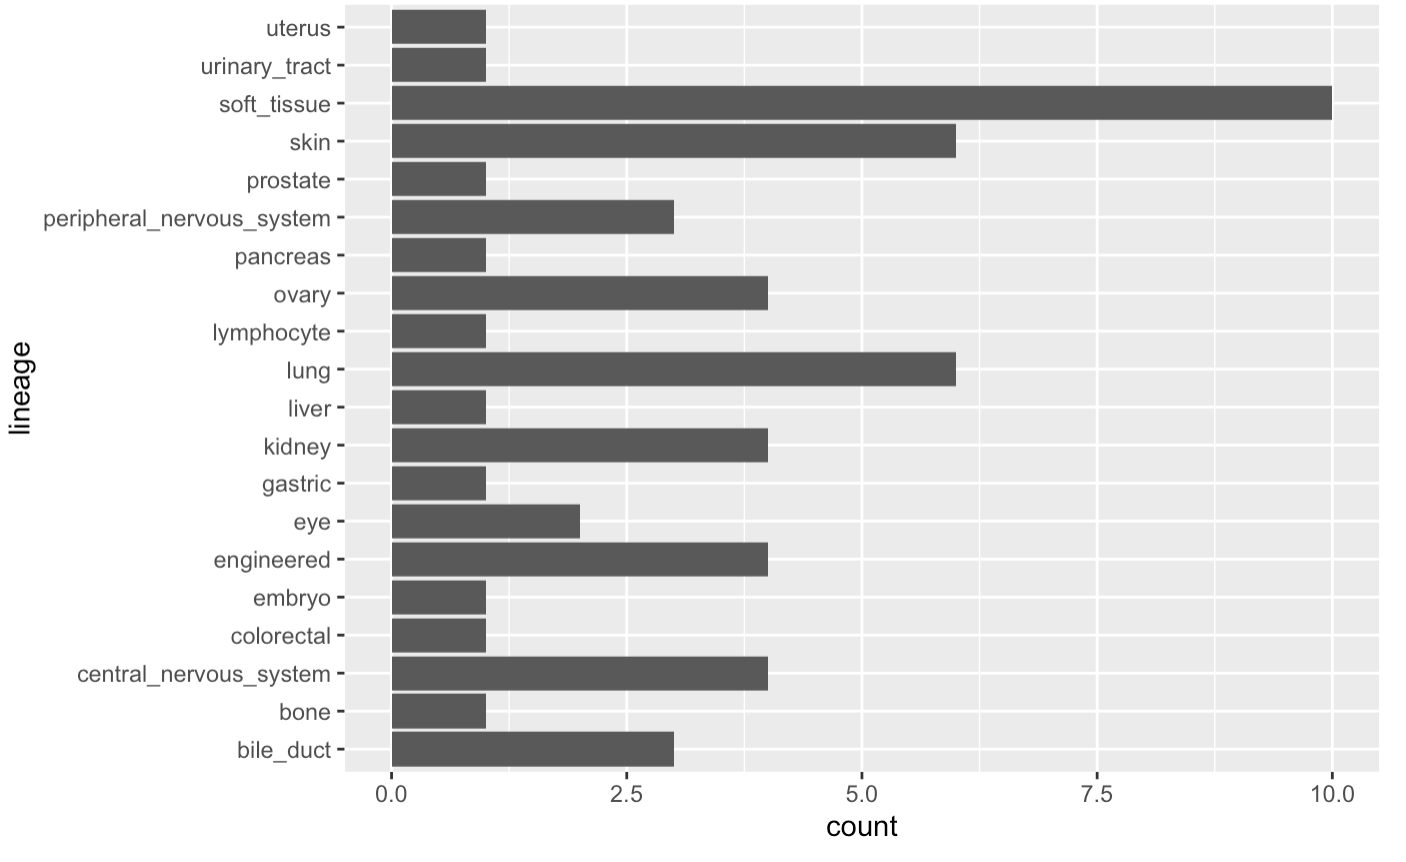 uterus
urinary_tract
soft_tissue
skin
prostate
peripheral_nervous_system
pancreas
ovary
lymphocyte
lung
liver
kidney
gastric
eye
engineered
embryo
colorectal
central_nervous_system
bone
bile_duct
lineage
0.0 2.5 5.0 7.5 10.0
count